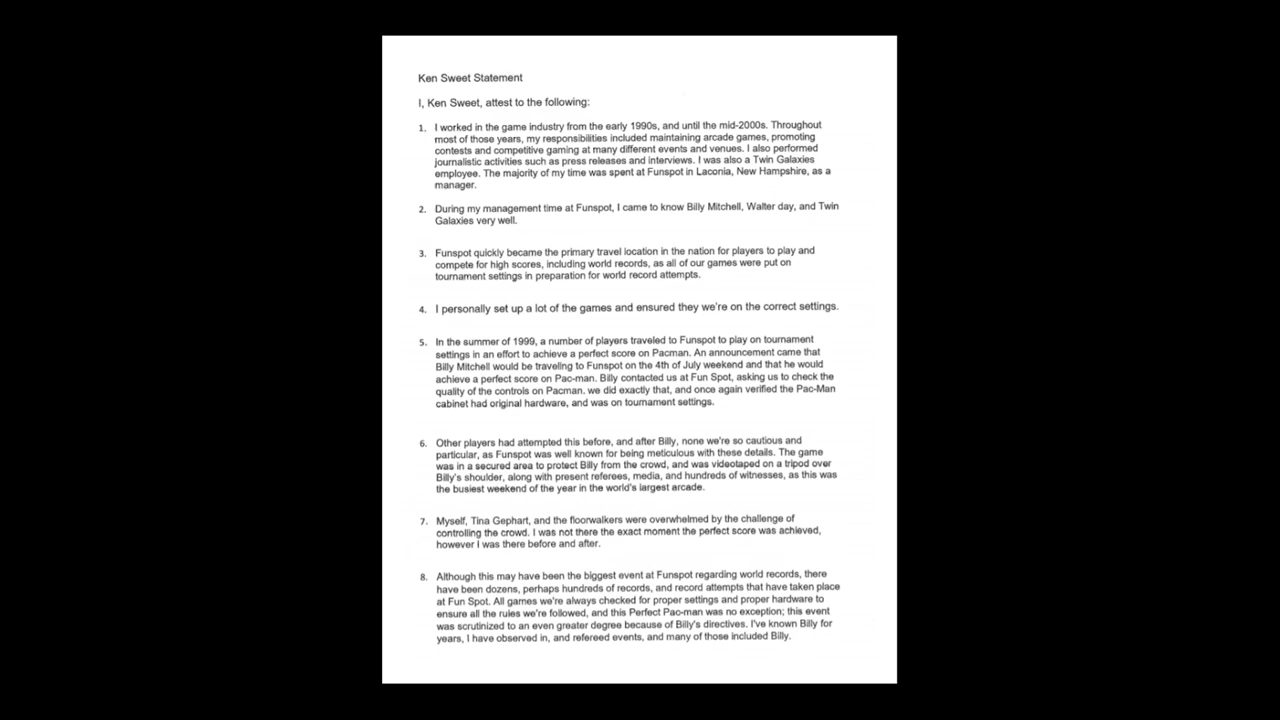 Ken Sweet Statement
I, Ken Sweet, attest to the following:
1. I worked in the game industry from the early 1990s, and until the mid-2000s. Throughout
most of those years, my responsibilities included maintaining arcade games, promoting
contests and competitive gaming at many different events and venues. I also performed
journalistic activities such as press releases and interviews. I was also a Twin Galaxies
employee. The majority of my time was spent at Funspot in Laconia, New Hampshire, as a
manager.
2. During my management time at Funspot, I came to know Billy Mitchell, Walter day, and Twin
Galaxies very well.
3. Funspot quickly became the primary travel location in the nation for players to play and
compete for high scores, including world records, as all of our games were put on
tournament settings in preparation for world record attempts.
4. I personally set up a lot of the games and ensured they we're on the correct settings.
5. In the summer of 1999, a number of players traveled to Funspot to play on tournament
settings in an effort to achieve a perfect score on Pacman. An announcement came that
Billy Mitchell would be traveling to Funspot on the 4th of July weekend and that he would
achieve a perfect score on Pac-man. Billy contacted us at Fun Spot, asking us to check the
quality of the controls on Pacman. we did exactly that, and once again verified the Pac-Man
cabinet had original hardware, and was on tournament settings.
6. Other players had attempted this before, and after Billy, none we're so cautious and
particular, as Funspot was well known for being meticulous with these details. The game
was in a secured area to protect Billy from the crowd, and was videotaped on a tripod over
Billy's shoulder, along with present referees, media, and hundreds of witnesses, as this was
the busiest weekend of the year in the world's largest arcade.
7. Myself, Tina Gephart, and the floorwalkers were overwhelmed by the challenge of
controlling the crowd. I was not there the exact moment the perfect score was achieved,
however I was there before and after.
8. Although this may have been the biggest event at Funspot regarding world records, there
have been dozens, perhaps hundreds of records, and record attempts that have taken place
at Fun Spot. All games we're always checked for proper settings and proper hardware to
ensure all the rules we're followed, and this Perfect Pac-man was no exception; this event
was scrutinized to an even greater degree because of Billy's directives. I've known Billy for
years, I have observed in, and refereed events, and many of those included Billy.